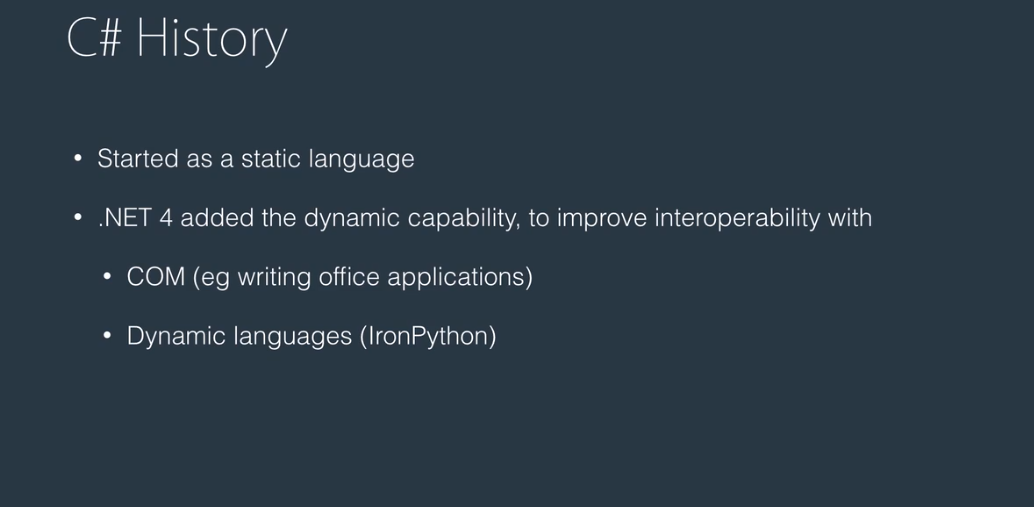 C# History
• Started as a static language
• .NET 4 added the dynamic capability, to improve interoperability with
• COM (eg writing office applications)
• Dynamic languages (IronPython)